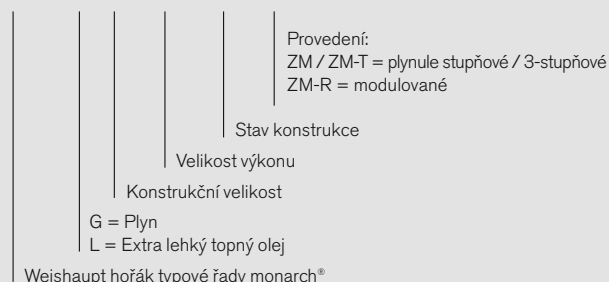 Provedení:
ZM / ZM-T = plynule stupňové / 3-stupňové
ZM-R = modulované
Stav konstrukce
Velikost výkonu
Konstrukční velikost
G = Plyn
L = Extra lehký topný olej
Weishaupt hořák typové řady monarch®